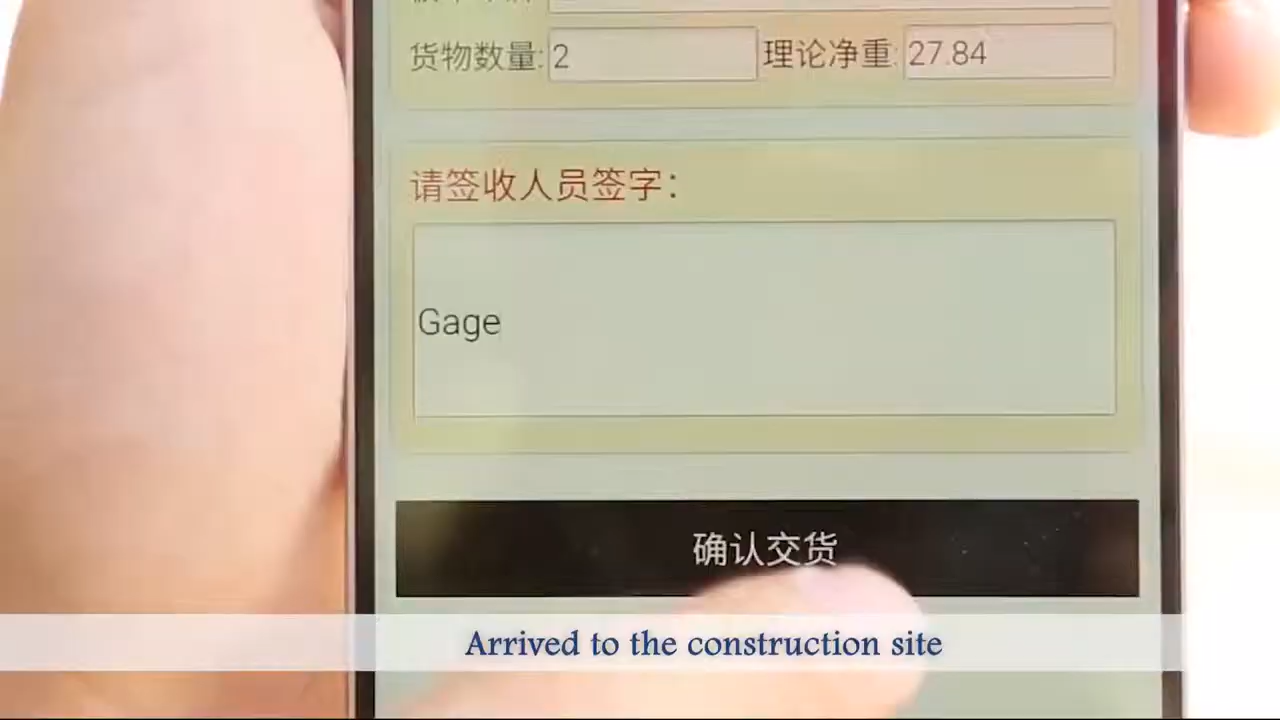 货物数量: 2 理论净重: 27.84
请签收人员签字：
Gage
确认交货
Arrived to the construction site